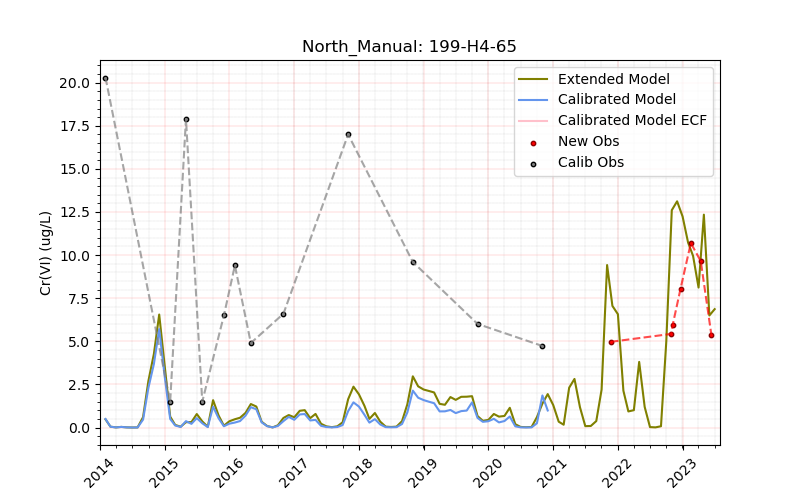 North_Manual: 199-H4-65
Extended Model
Calibrated Model
Calibrated Model ECF
New Obs
Calib Obs
Cr(VI) (ug/L)
20.0
17.5
15.0
12.5
10.0
7.5
5.0
2.5
0.0
2014
2015
2016
2017
2018
2019
2020
2021
2022
2023